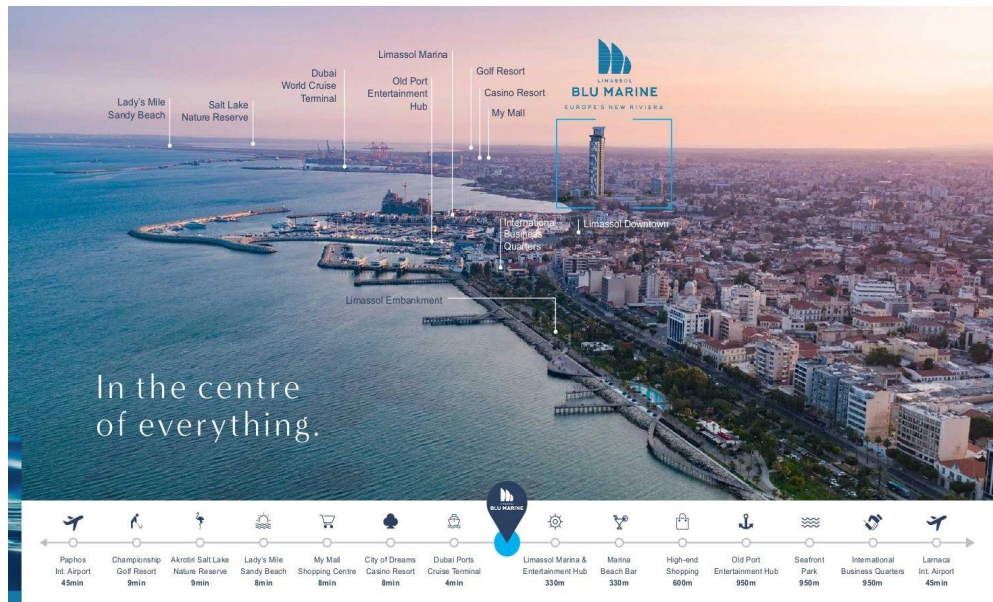 Limassol Marina
Dubai
World Cruise
Terminal
Old Port
Entertainment
Hub
Golf Resort
Casino Resort
My Mall
LIMASSOL
BLU MARINE
EUROPE'S NEW RIVIERA
Lady's Mile
Sandy Beach
Salt Lake
Nature Reserve
International
Business
Quarters
Limassol Downtown
Limassol Embankment
In the centre
of everything.
LIMASSOL
BLU MARINE
Paphos
Int. Airport
45min
Championship
Golf Resort
9min
Akrotiri Salt Lake
Nature Reserve
9min
Lady's Mile
Sandy Beach
8min
My Mall
Shopping Centre
8min
City of Dreams
Casino Resort
8min
Dubai Ports
Cruise Terminal
4min
Limassol Marina &
Entertainment Hub
330m
Marina
Beach Bar
330m
High-end
Shopping
600m
Old Port
Entertainment Hub
950m
Seafront
Park
950m
International
Business Quarters
950m
Larnaca
Int. Airport
45min